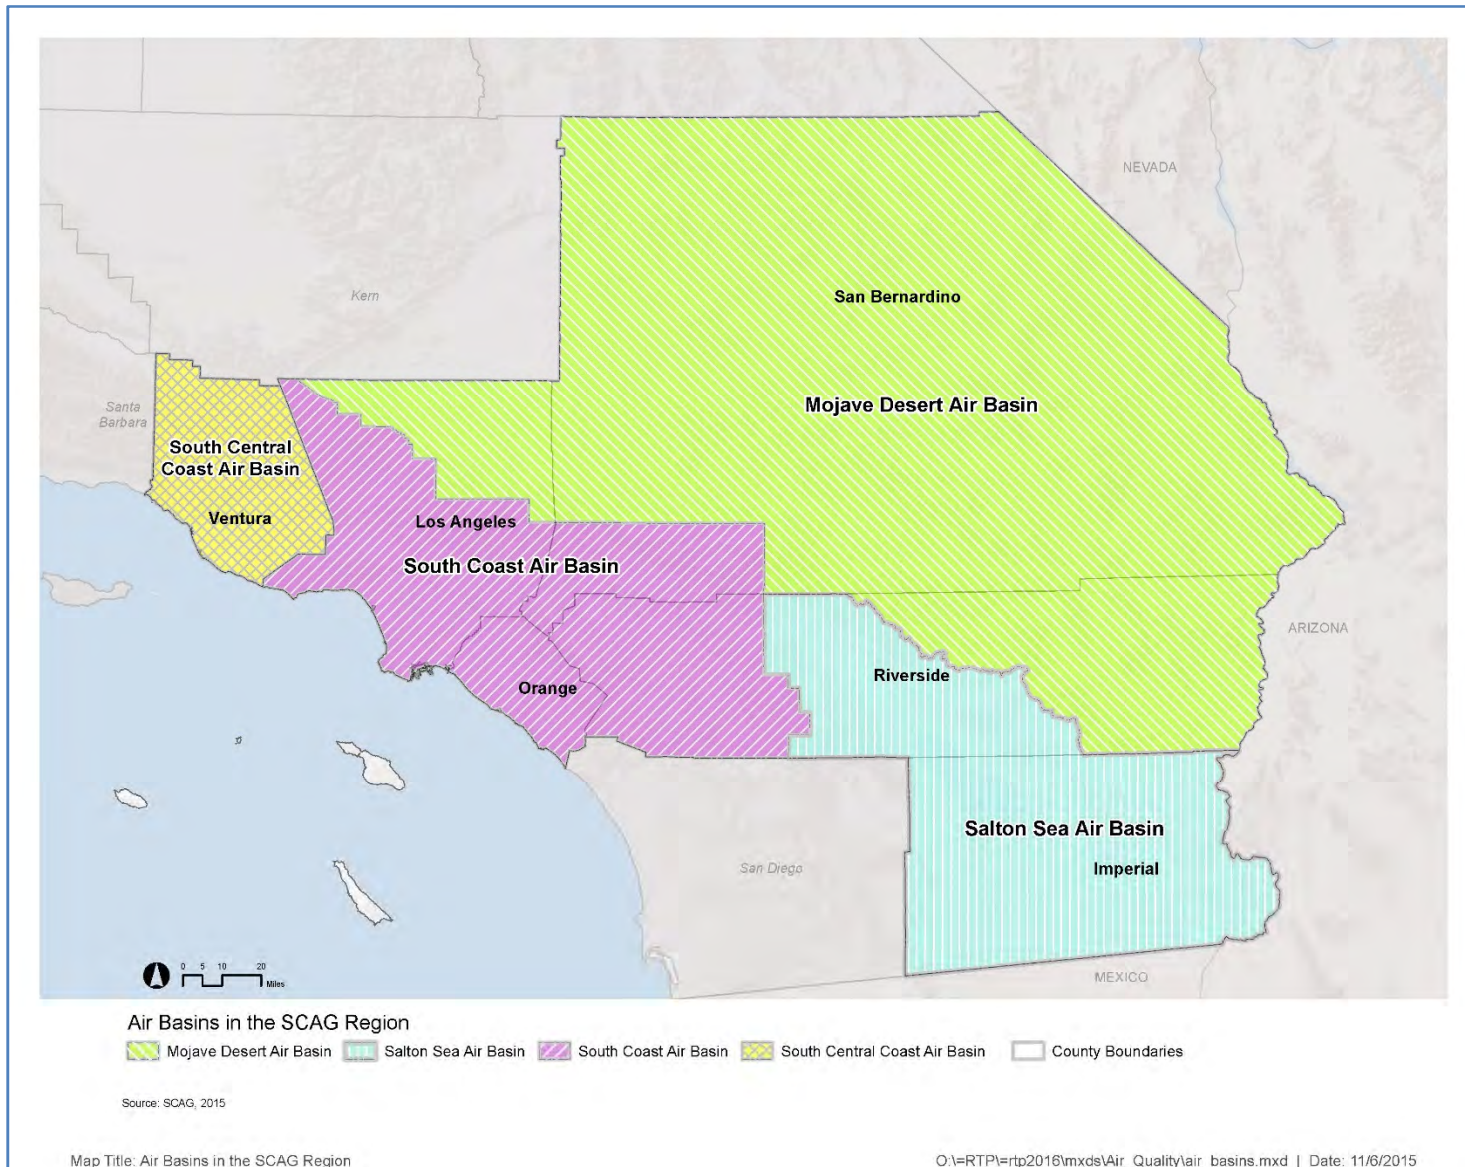 NEVADA
Kern
San Bernardino
Mojave Desert Air Basin
Santa
Barbara
South Central
Coast Air Basin
Ventura
Los Angeles
South Coast Air Basin
ARIZONA
Riverside
Orange
Salton Sea Air Basin
Imperial
San Diego
MEXICO
0 5 10 20
Miles
Air Basins in the SCAG Region
Mojave Desert Air Basin Salton Sea Air Basin South Coast Air Basin South Central Coast Air Basin County Boundaries
Source: SCAG, 2015
Map Title: Air Basins in the SCAG Region O:\=RTP\=rtp2016\mxds\Air_Quality\air_basins.mxd | Date: 11/6/2015